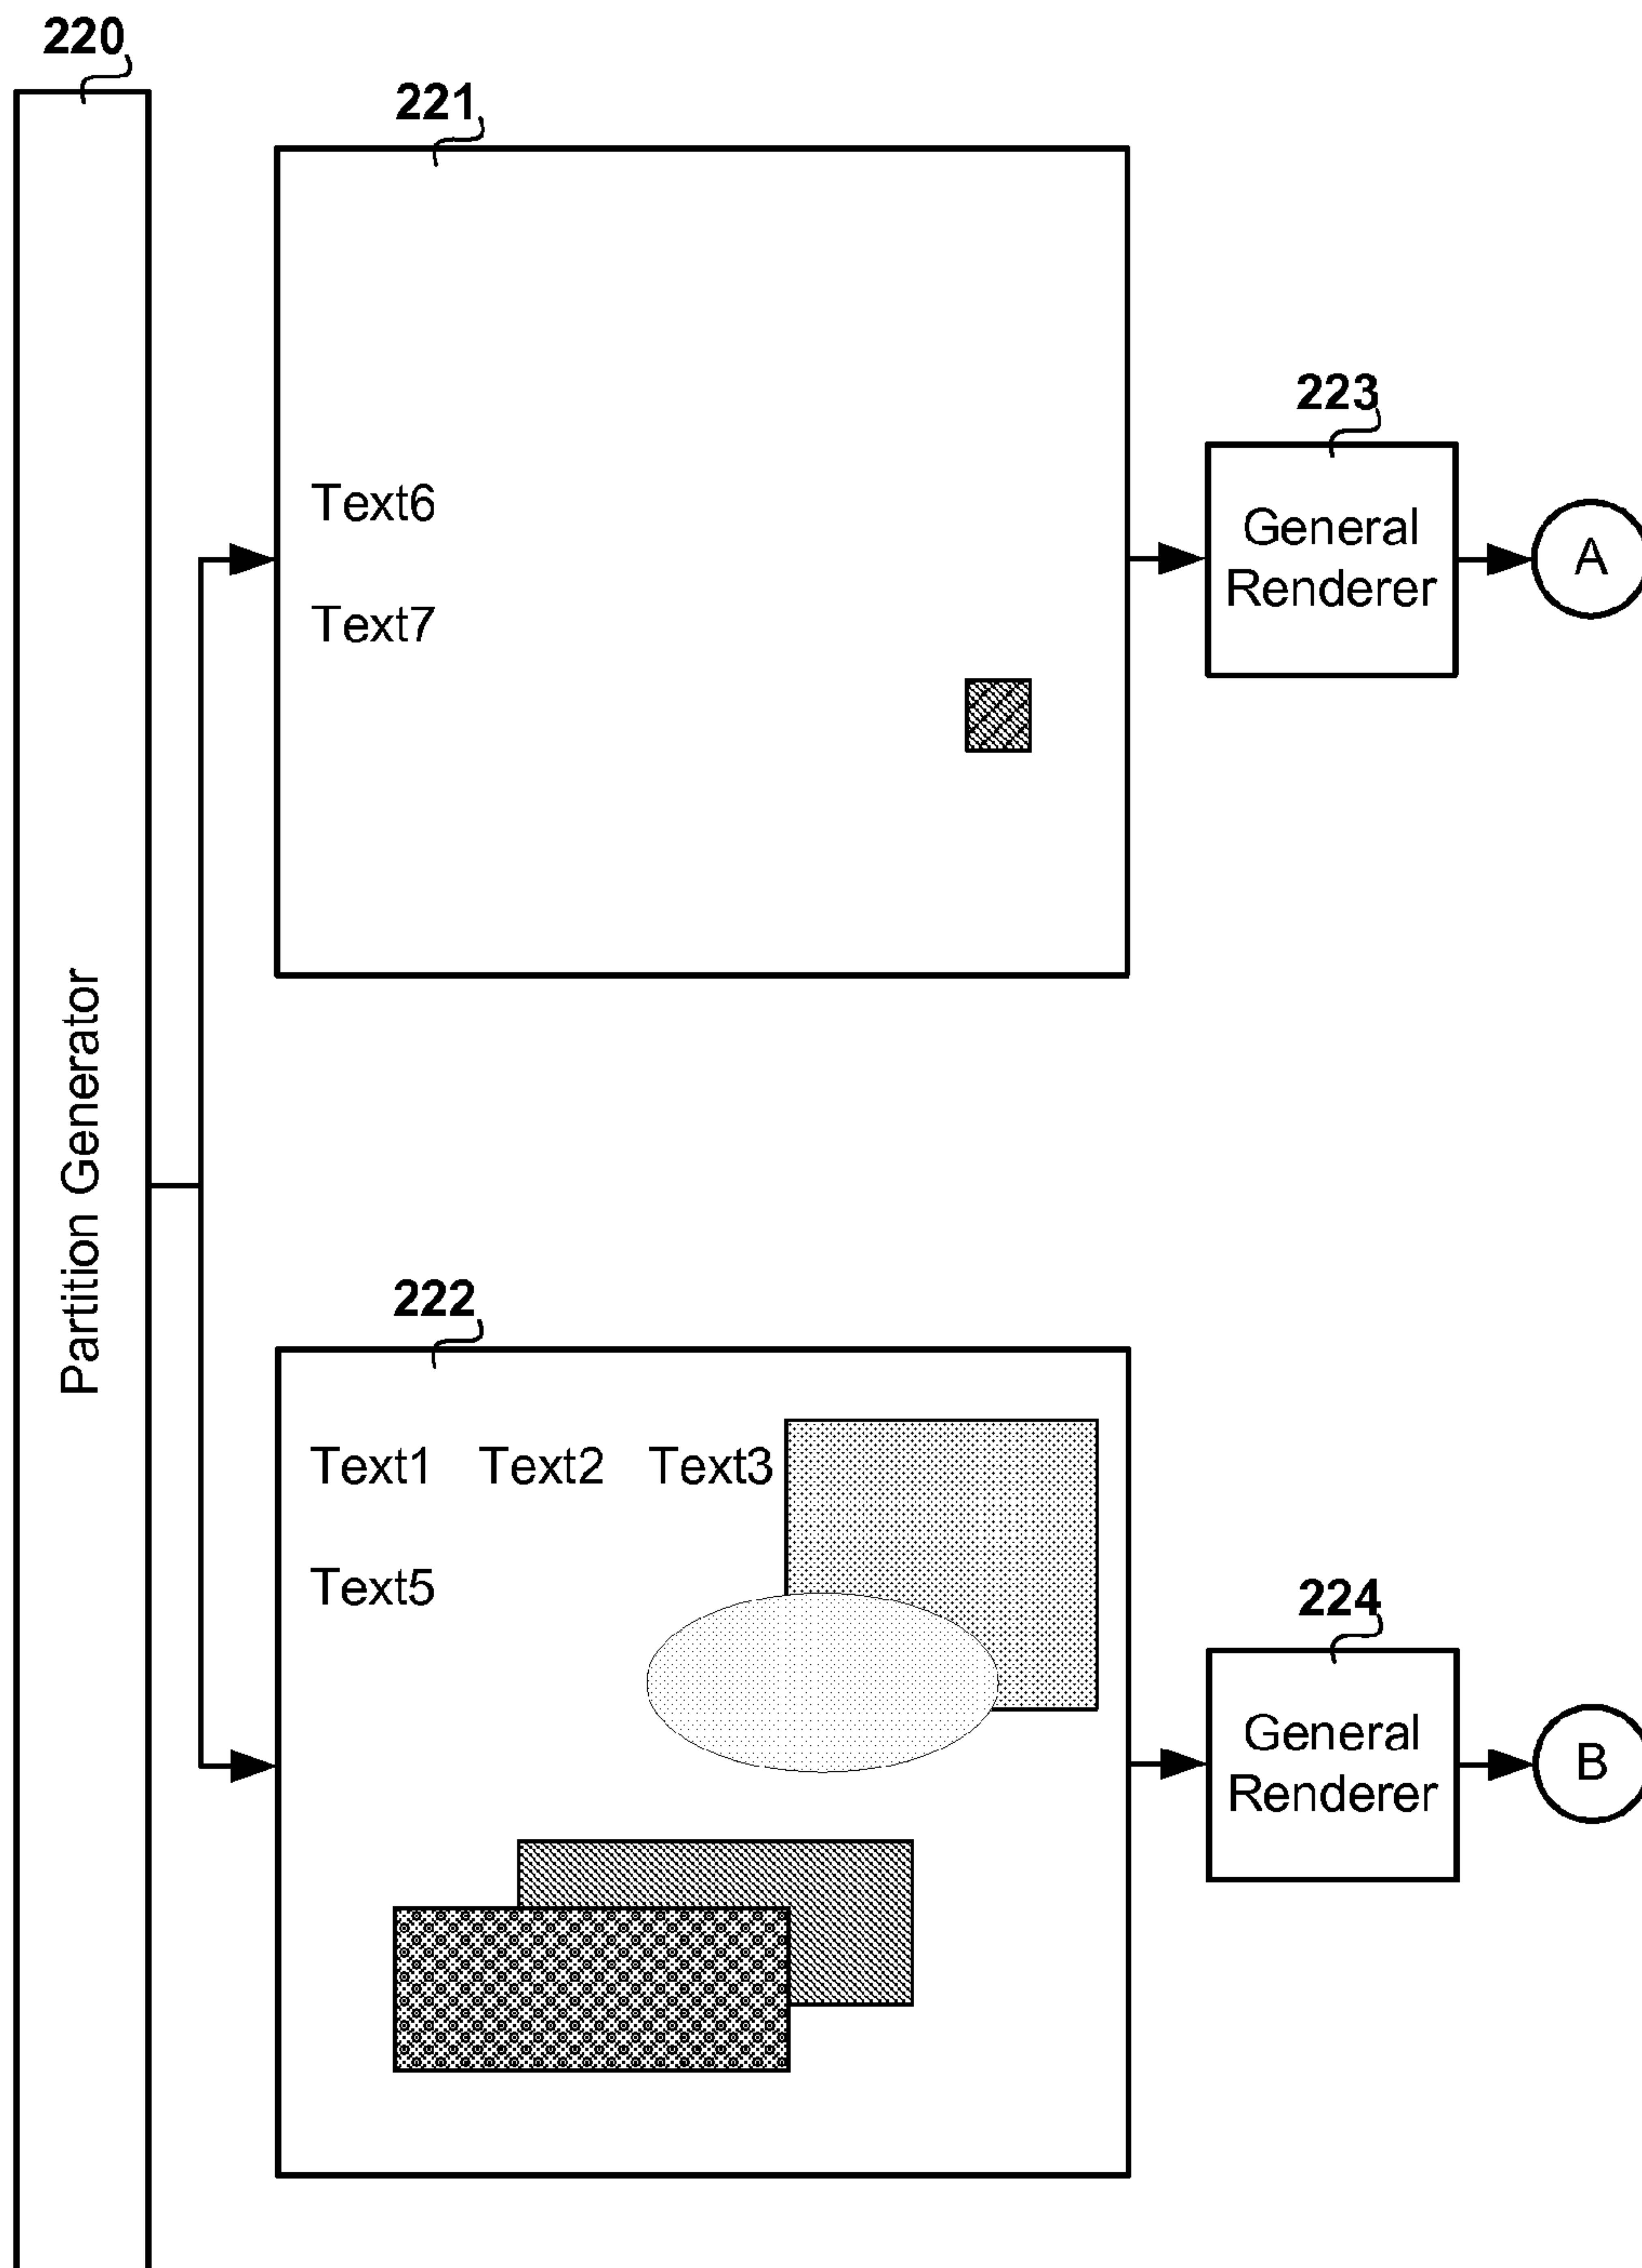 220
221
223
Text6
General
Renderer
A
Text7
Partition Generator
222
Text1 Text2 Text3
Text5
224
General
Renderer
B